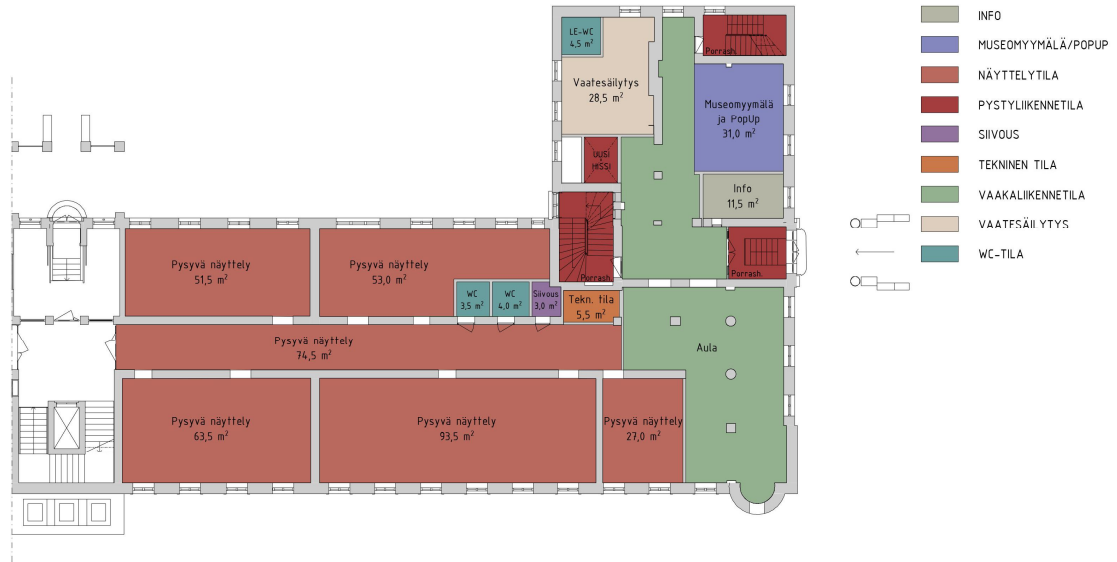 LE-WC
4,5 m²
Porrash.
Vaatesäilytys
28,5 m²
Museomyymälä
ja PopUp
31,0 m²
UUSI
HISSI
Info
11,5 m²
Porrash.
Porrash.
Pysyvä näyttely
51,5 m²
Pysyvä näyttely
53,0 m²
WC
3,5 m²
WC
4,0 m²
Siivous
3,0 m²
Tekn. tila
5,5 m²
Pysyvä näyttely
74,5 m²
Aula
Pysyvä näyttely
63,5 m²
Pysyvä näyttely
93,5 m²
Pysyvä näyttely
27,0 m²
INFO
MUSEOMYYMÄLÄ/POPUP
NÄYTTELYTILA
PYSTYLIIKENNETILA
SIIVOUS
TEKNINEN TILA
VAAKALIIKENNETILA
VAATESÄILYTYS
WC-TILA